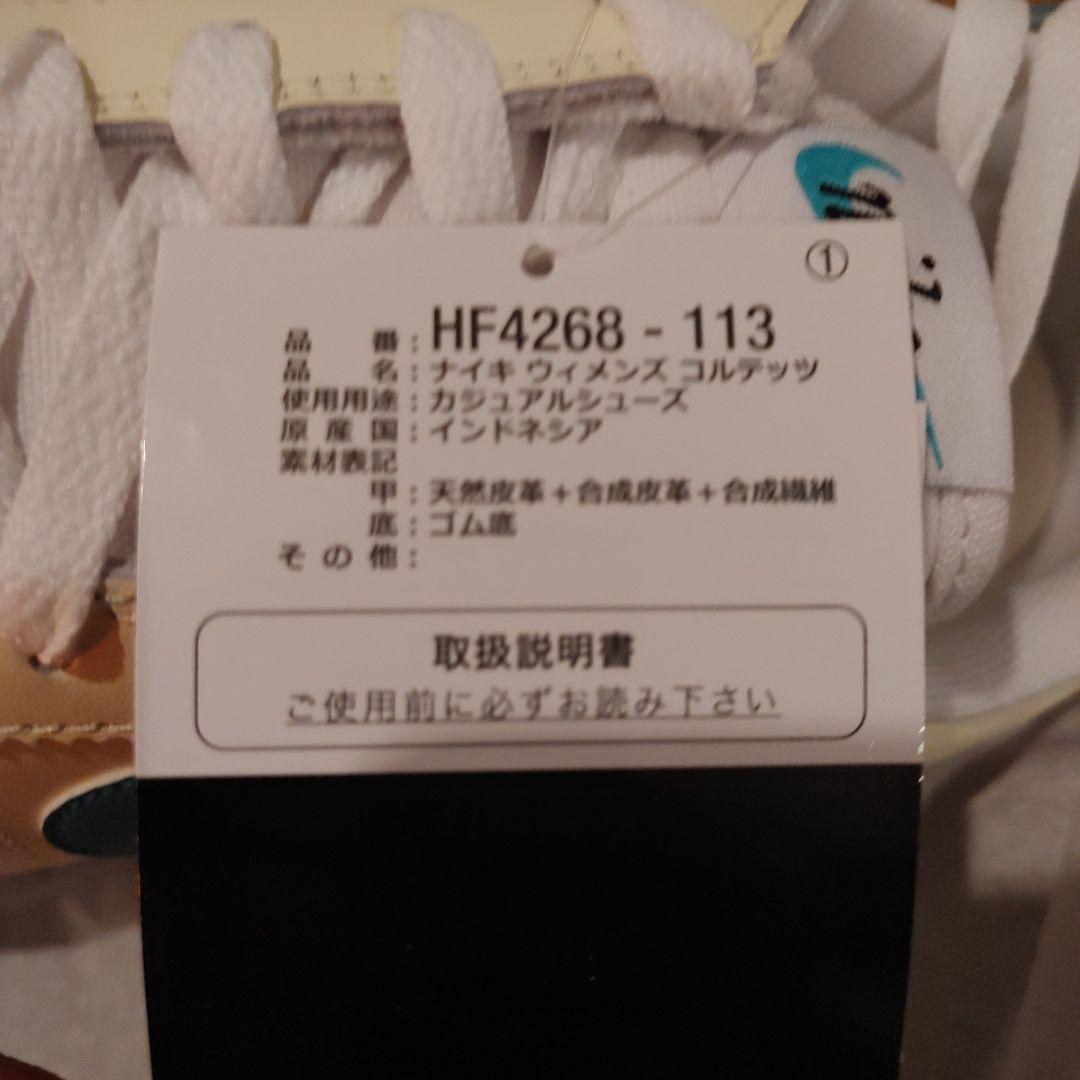 ①
品番：HF4268 - 113
品名：ナイキ ウィメンズ コルテッツ
使用用途：カジュアルシューズ
原産国：インドネシア
素材表記
甲：天然皮革＋合成皮革＋合成繊維
底：ゴム底
その他：
取扱説明書
ご使用前に必ずお読み下さい